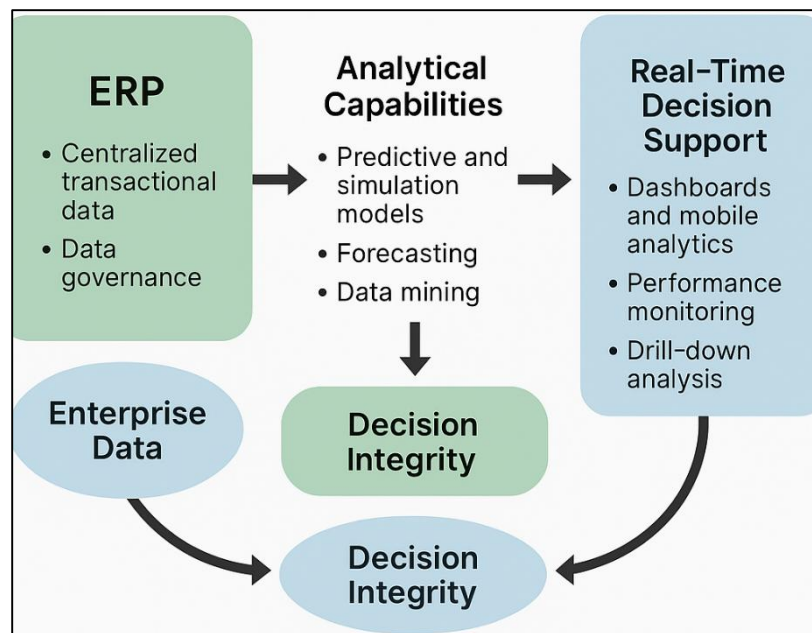 ERP
• Centralized
transactional
data
• Data
governance
Analytical
Capabilities
• Predictive and
simulation
models
• Forecasting
• Data mining
Real-Time
Decision
Support
• Dashboards
and mobile
analytics
• Performance
monitoring
• Drill-down
analysis
Enterprise
Data
Decision
Integrity
Decision
Integrity